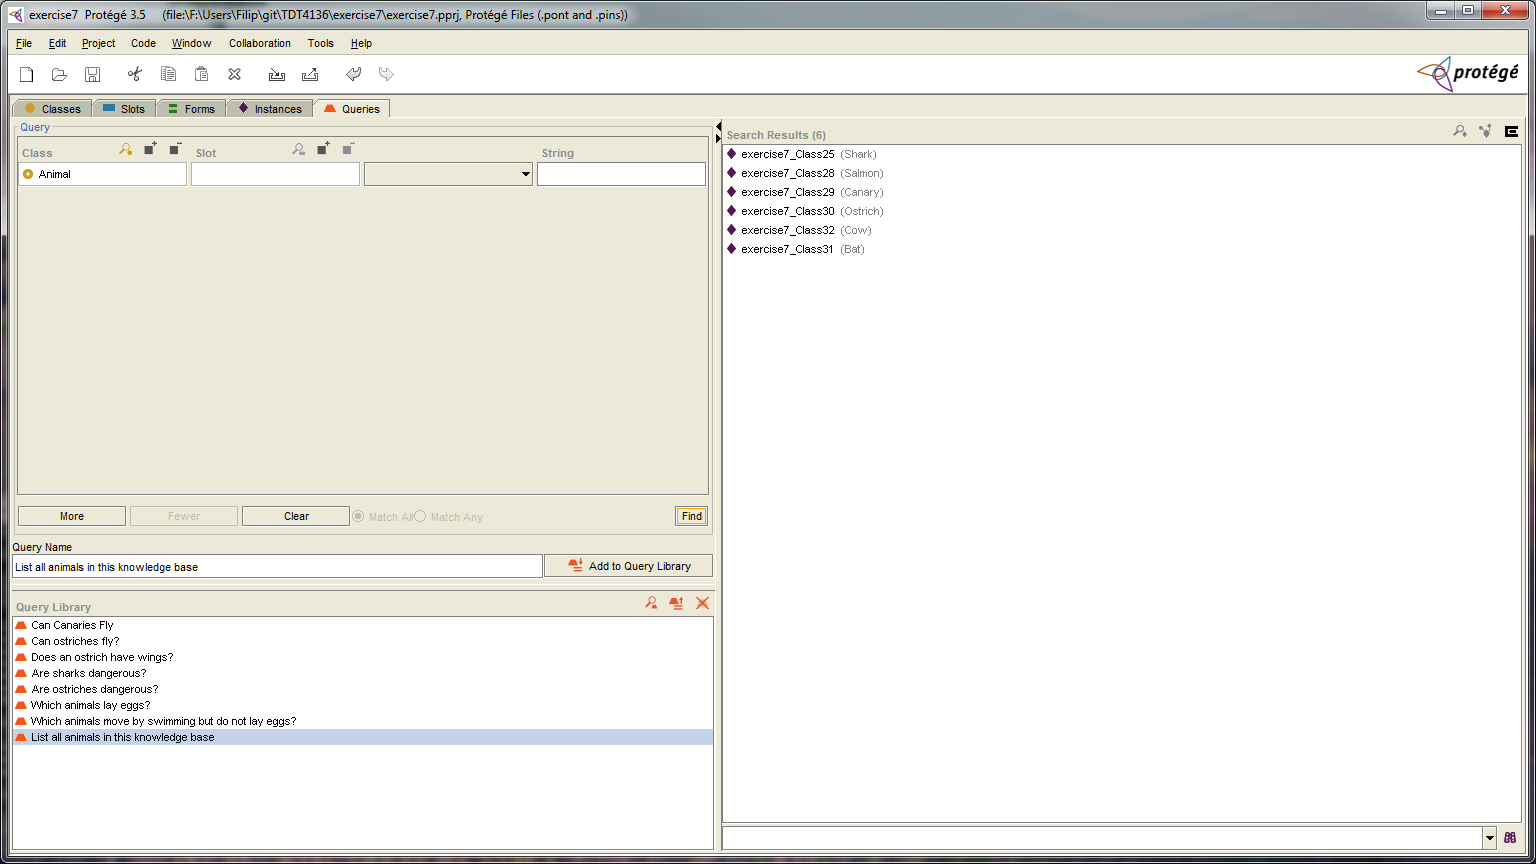 exercise7 Protégé 3.5 (file:\F:\Users\Filip\git\TDT4136\exercise7\exercise7.pprj, Protégé Files (.pont and .pins))
File Edit Project Code Window Collaboration Tools Help
protégé
Classes Slots Forms Instances Queries
Query
Class Slot String
Animal
More Fewer Clear Match All Match Any Find
Query Name
List all animals in this knowledge base Add to Query Library
Query Library
Can Canaries Fly
Can ostriches fly?
Does an ostrich have wings?
Are sharks dangerous?
Are ostriches dangerous?
Which animals lay eggs?
Which animals move by swimming but do not lay eggs?
List all animals in this knowledge base
Search Results (6)
exercise7_Class25 (Shark)
exercise7_Class28 (Salmon)
exercise7_Class29 (Canary)
exercise7_Class30 (Ostrich)
exercise7_Class32 (Cow)
exercise7_Class31 (Bat)